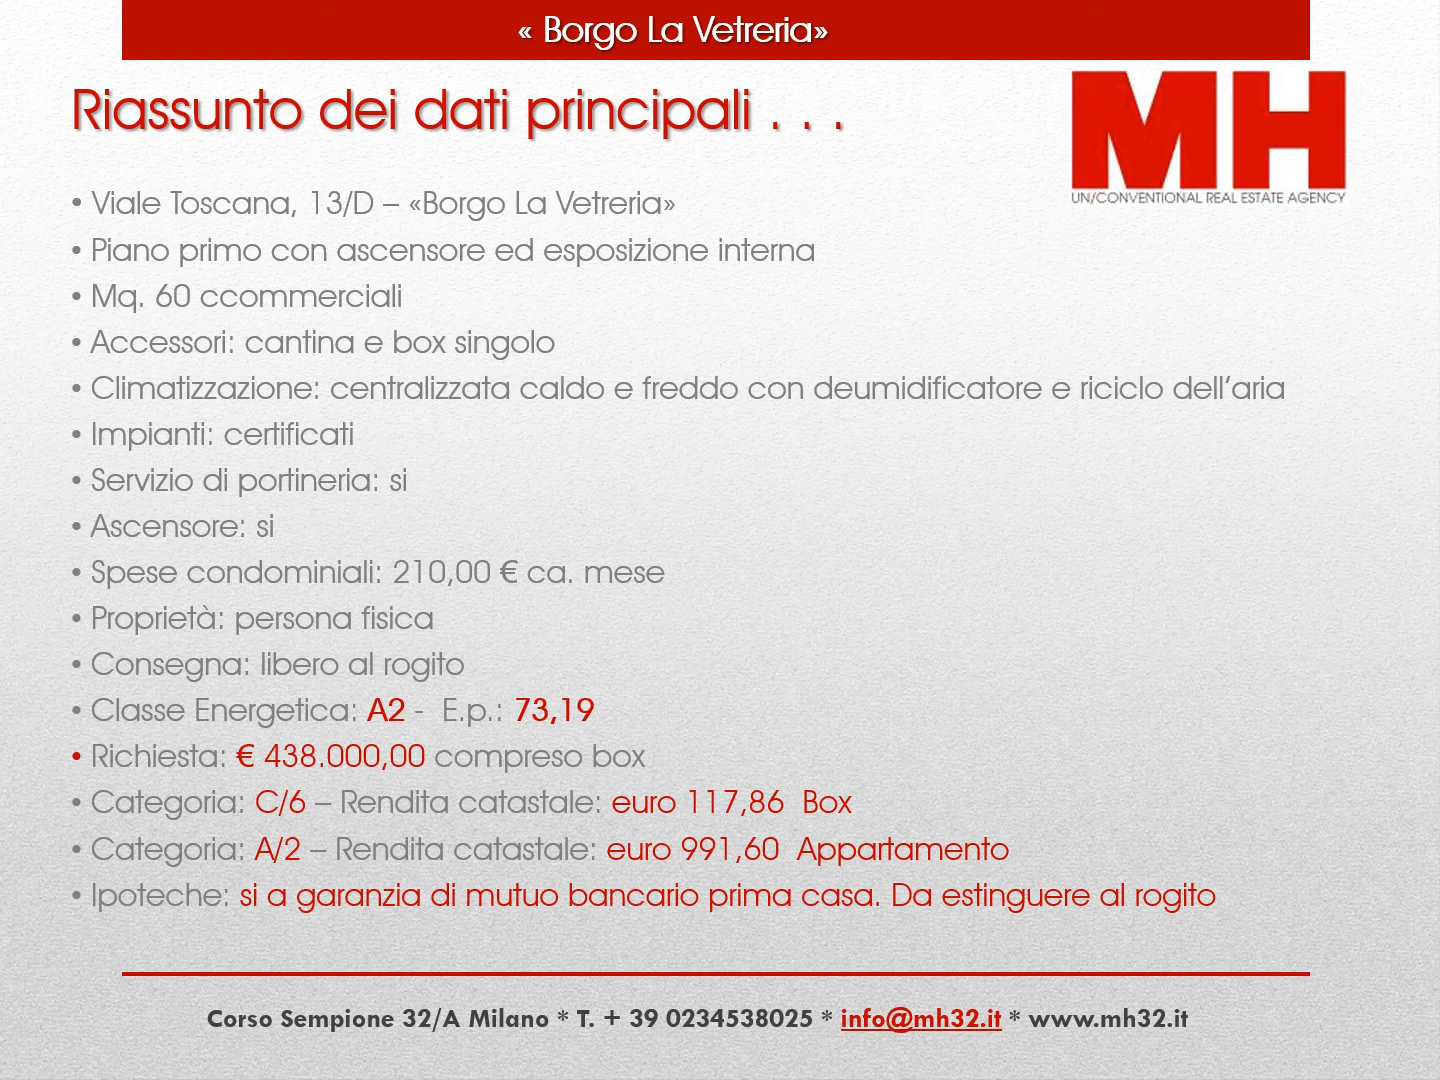 « Borgo La Vetreria»
Riassunto dei dati principali . . .
MH
UN/CONVENTIONAL REAL ESTATE AGENCY
• Viale Toscana, 13/D – «Borgo La Vetreria»
• Piano primo con ascensore ed esposizione interna
• Mq. 60 ccommerciali
• Accessori: cantina e box singolo
• Climatizzazione: centralizzata caldo e freddo con deumidificatore e riciclo dell’aria
• Impianti: certificati
• Servizio di portineria: si
• Ascensore: si
• Spese condominiali: 210,00 € ca. mese
• Proprietà: persona fisica
• Consegna: libero al rogito
• Classe Energetica: A2 -  E.p.: 73,19
• Richiesta: € 438.000,00 compreso box
• Categoria: C/6 – Rendita catastale: euro 117,86  Box
• Categoria: A/2 – Rendita catastale: euro 991,60  Appartamento
• Ipoteche: si a garanzia di mutuo bancario prima casa. Da estinguere al rogito
Corso Sempione 32/A Milano * T. + 39 0234538025 * info@mh32.it * www.mh32.it